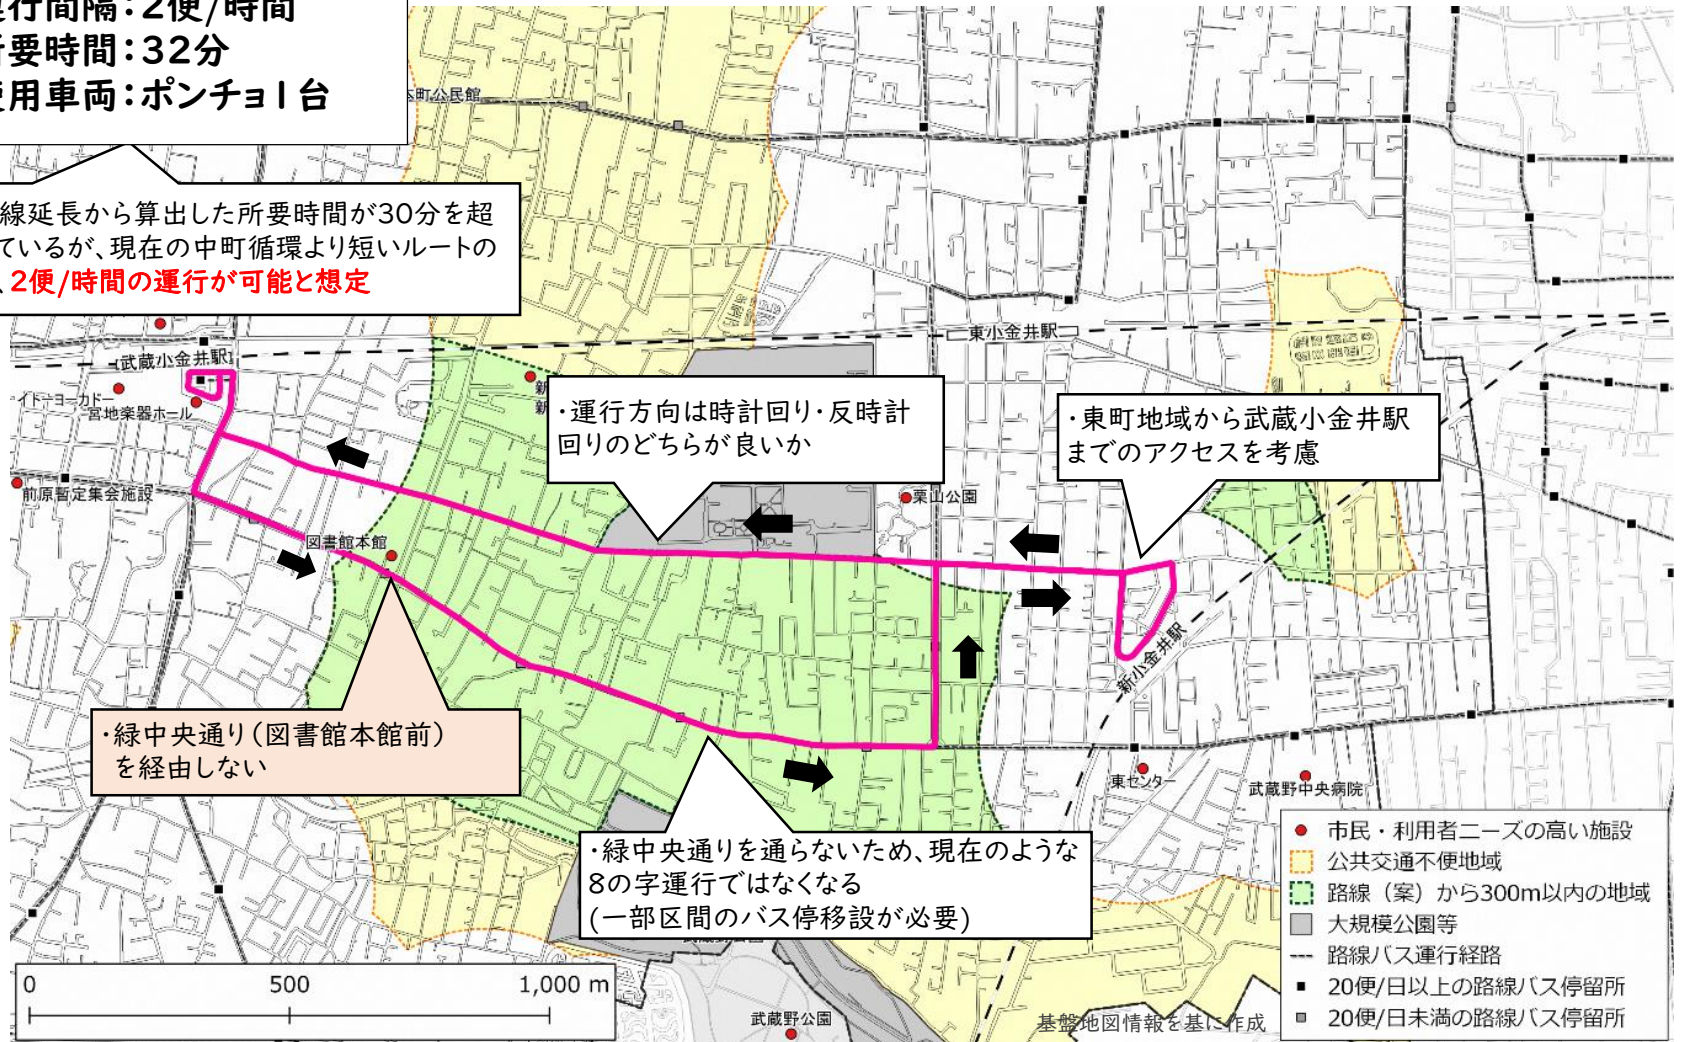 運行間隔：2便/時間
所要時間：32分
使用車両：ポンチョ1台
本町公民館
線延長から算出した所要時間が30分を超
ているが、現在の中町循環より短いルートの
、2便/時間の運行が可能と想定
武蔵小金井駅
東小金井駅
イトーヨーカドー
宮地楽器ホール
新
新
・運行方向は時計回り・反時計
回りのどちらが良いか
・東町地域から武蔵小金井駅
までのアクセスを考慮
前原暫定集会施設
栗山公園
図書館本館
新小金井駅
・緑中央通り（図書館本館前）
を経由しない
東センター
武蔵野中央病院
・緑中央通りを通らないため、現在のような
8の字運行ではなくなる
(一部区間のバス停移設が必要)
市民・利用者ニーズの高い施設
公共交通不便地域
路線（案）から300m以内の地域
大規模公園等
路線バス運行経路
20便/日以上の路線バス停留所
20便/日未満の路線バス停留所
0 500 1,000 m
武蔵野公園
基盤地図情報を基に作成